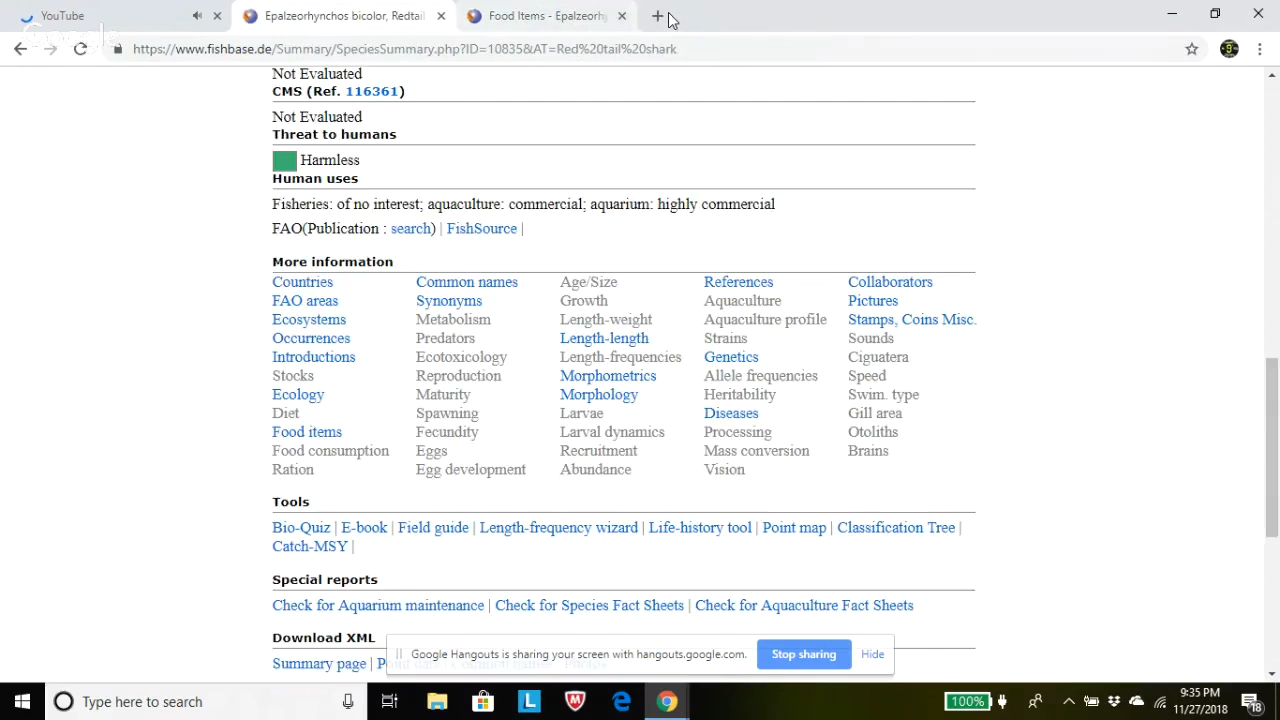 YouTube
Epalzeorhynchos bicolor, Redtail
Food Items - Epalzeorhy
https://www.fishbase.de/Summary/SpeciesSummary.php?ID=10835&AT=Red%20tail%20shark
Google
Not Evaluated
CMS (Ref. 116361)
Not Evaluated
Threat to humans
Harmless
Human uses
Fisheries: of no interest; aquaculture: commercial; aquarium: highly commercial
FAO(Publication : search) | FishSource |
More information
Countries Common names Age/Size References Collaborators
FAO areas Synonyms Growth Aquaculture Pictures
Ecosystems Metabolism Length-weight Aquaculture profile Stamps, Coins Misc.
Occurrences Predators Length-length Strains Sounds
Introductions Ecotoxicology Length-frequencies Genetics Ciguatera
Stocks Reproduction Morphometrics Allele frequencies Speed
Ecology Maturity Morphology Heritability Swim. type
Diet Spawning Larvae Diseases Gill area
Food items Fecundity Larval dynamics Processing Otoliths
Food consumption Eggs Recruitment Mass conversion Brains
Ration Egg development Abundance Vision
Tools
Bio-Quiz | E-book | Field guide | Length-frequency wizard | Life-history tool | Point map | Classification Tree |
Catch-MSY |
Special reports
Check for Aquarium maintenance | Check for Species Fact Sheets | Check for Aquaculture Fact Sheets
Download XML
Google Hangouts is sharing your screen with hangouts.google.com. Stop sharing Hide
Summary page |
Type here to search
100%
9:35 PM
11/27/2018
18